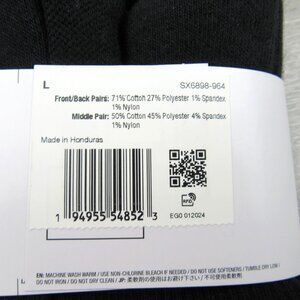 L SX6898-964
Front/Back Pairs: 71% Cotton 27% Polyester 1% Spandex
1% Nylon
Middle Pair: 50% Cotton 45% Polyester 4% Spandex
1% Nylon
Made in Honduras
RFID
1 94955 54852 3
EG0 012024
L
EN: MACHINE WASH WARM / USE NON-CHLORINE BLEACH IF NEEDED / DO NOT USE SOFTENERS / TUMBLE DRY LOW /
DO NOT IRON / DO NOT DRY CLEAN / JP: